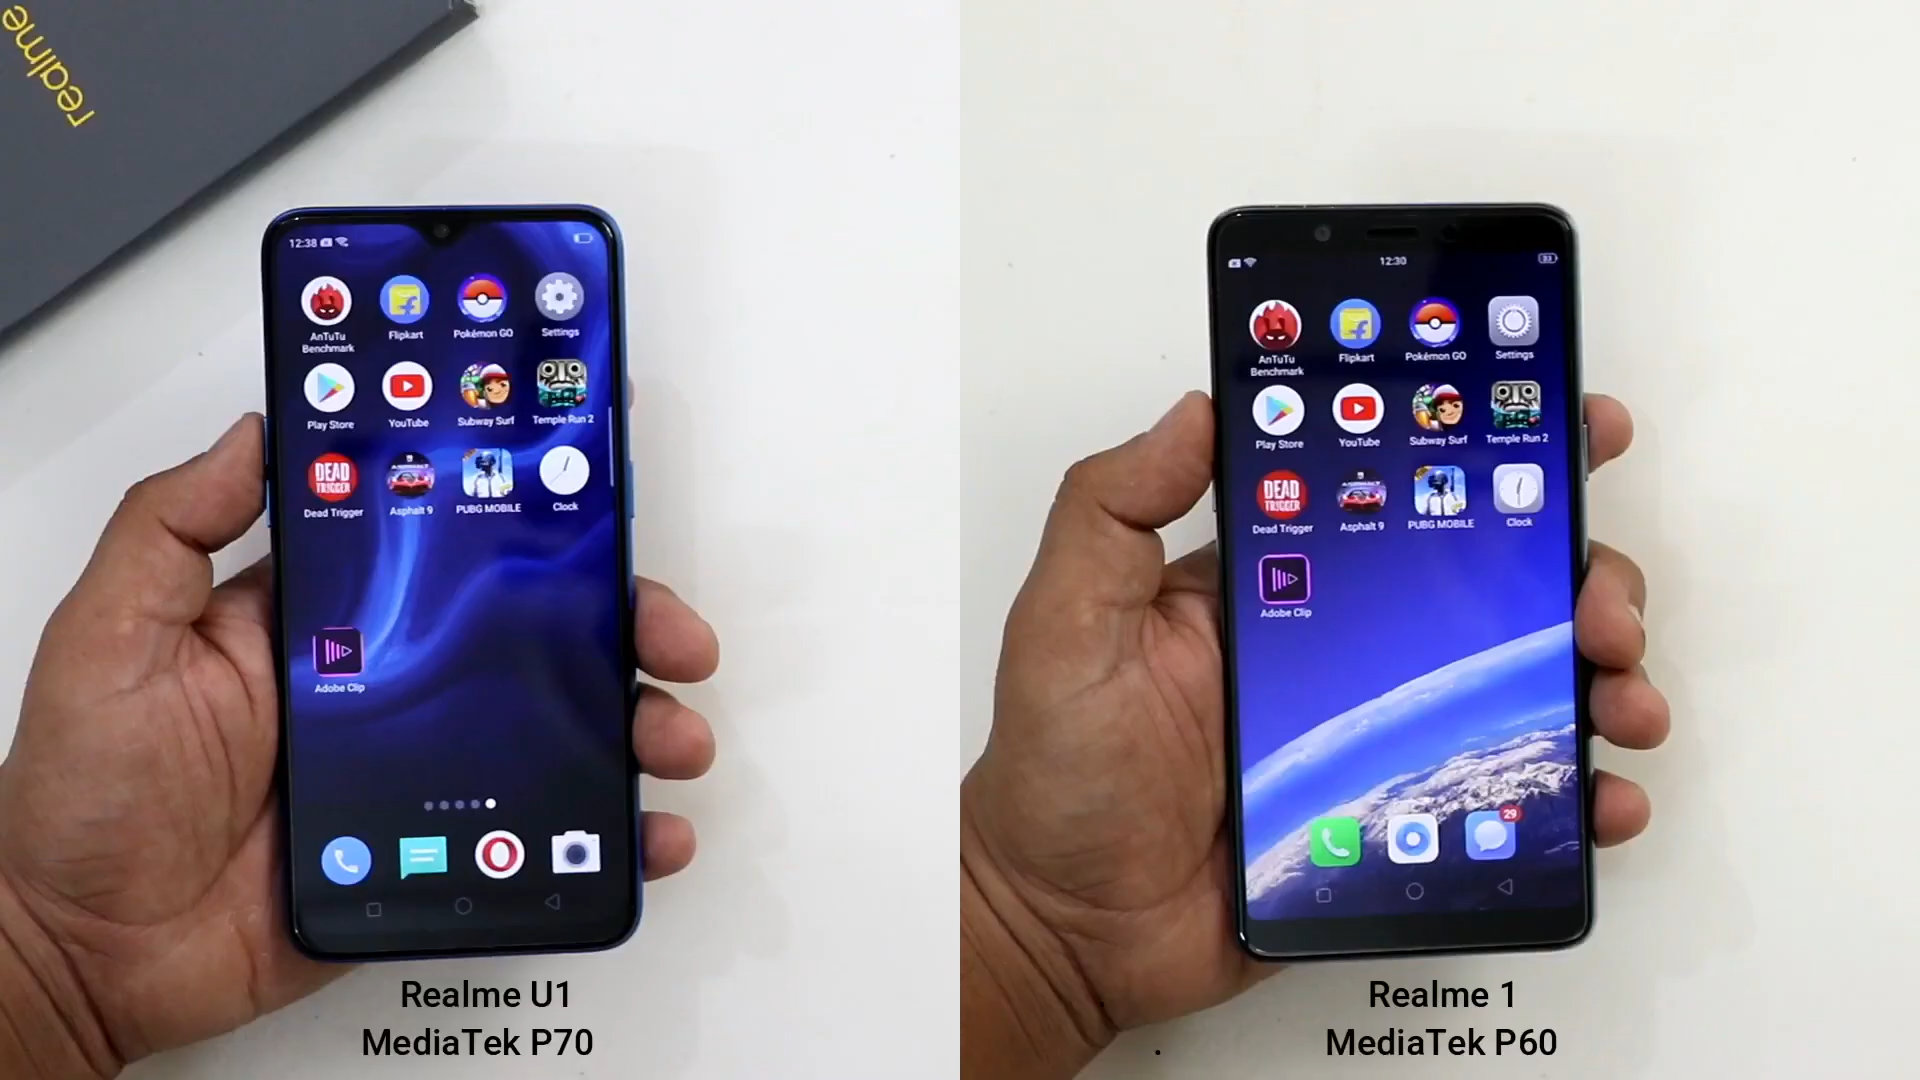 realme
12:38
AnTuTu
Benchmark
Flipkart
Pokémon GO
Settings
Play Store
YouTube
Subway Surf
Temple Run 2
DEAD
TRIGGER
Dead Trigger
Asphalt 9
PUBG MOBILE
Clock
Adobe Clip
Realme U1
MediaTek P70
12:30
33
AnTuTu
Benchmark
Flipkart
Pokémon GO
Settings
Play Store
YouTube
Subway Surf
Temple Run 2
DEAD
TRIGGER
Dead Trigger
Asphalt 9
PUBG MOBILE
Clock
Adobe Clip
29
Realme 1
. MediaTek P60